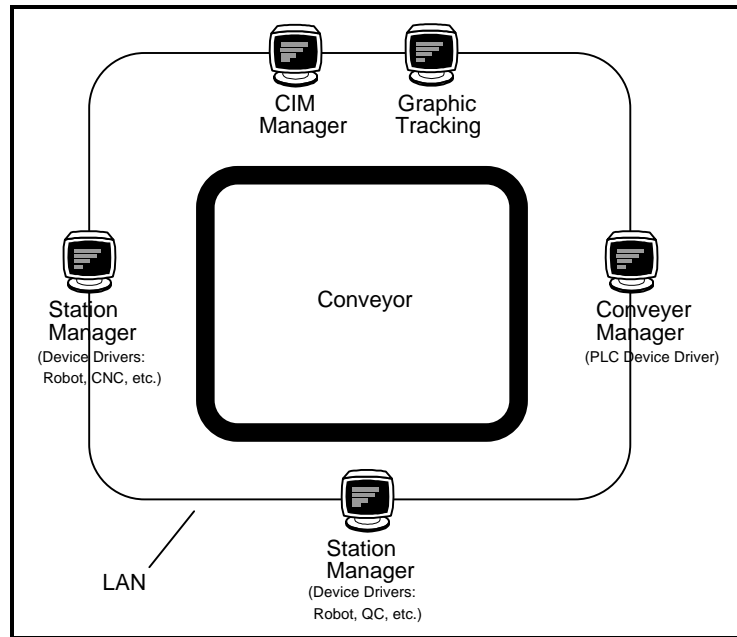 CIM
Manager
Graphic
Tracking
Station
Manager
(Device Drivers:
Robot, CNC, etc.)
Conveyor
Conveyer
Manager
(PLC Device Driver)
Station
Manager
(Device Drivers:
Robot, QC, etc.)
LAN